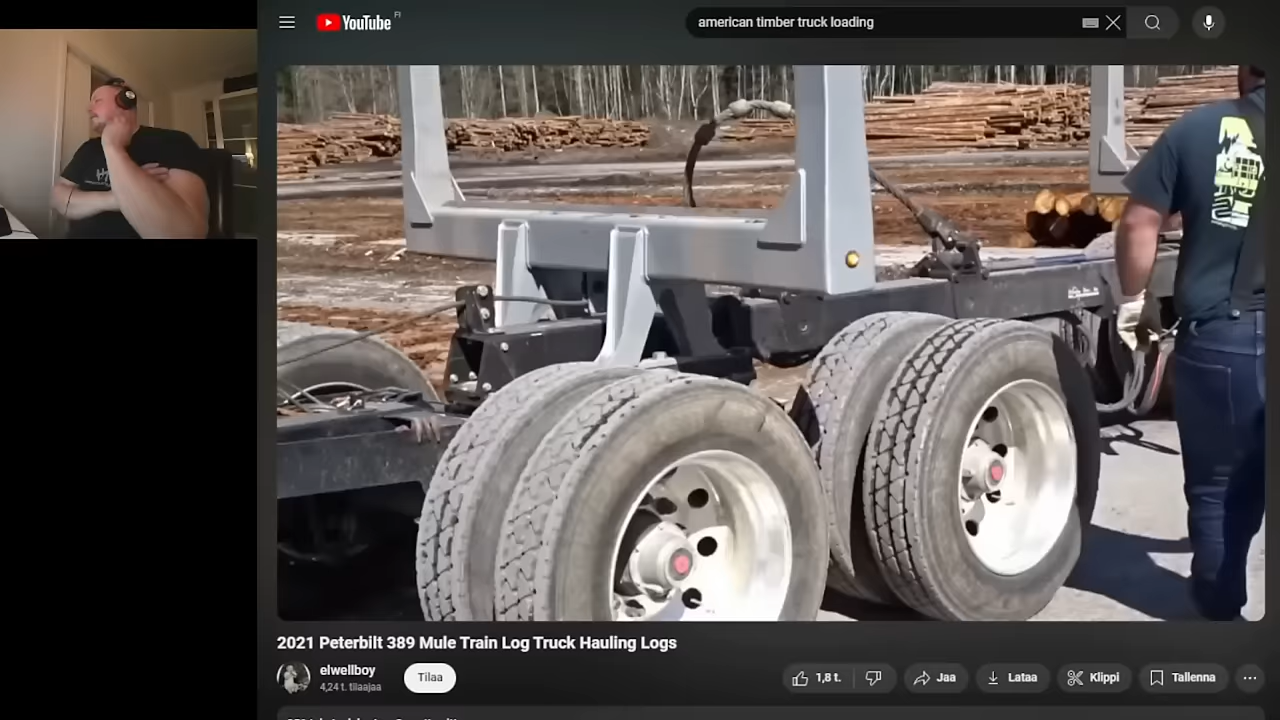 YouTube FI
american timber truck loading
2021 Peterbilt 389 Mule Train Log Truck Hauling Logs
elwellboy
4,24 t. tilaajaa
Tilaa
1,8 t.
Jaa
Lataa
Klippi
Tallenna